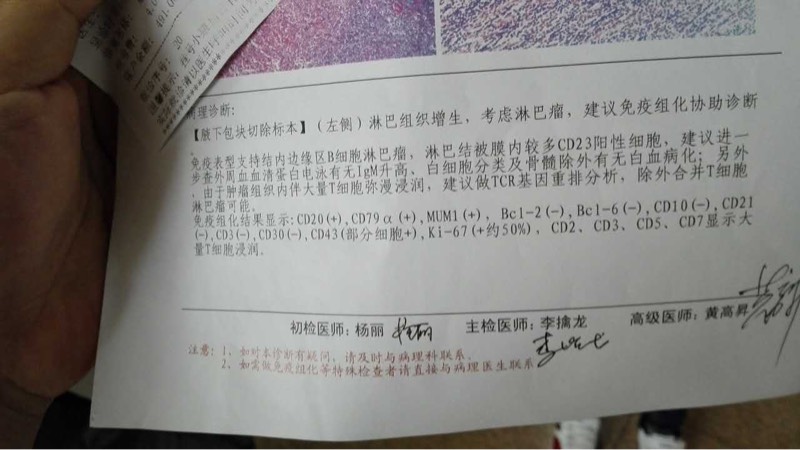 病理诊断:
【腋下包块切除标本】(左侧)淋巴组织增生,考虑淋巴瘤,建议免疫组化协助诊断
免疫表型支持结内边缘区B细胞淋巴瘤,淋巴结被膜内较多CD23阳性细胞,建议进一
步查外周血血清蛋白电泳有无IgM升高、白细胞分类及骨髓除外有无白血病化;另外
,由于肿瘤组织内伴大量T细胞弥漫浸润,建议做TCR基因重排分析,除外合并T细胞
淋巴瘤可能.
免疫组化结果显示:CD20(+),CD79α(+),MUM1(+), Bcl-2(-),Bcl-6(-),CD10(-),CD21
(-),CD3(-),CD30(-),CD43(部分细胞+),Ki-67(+约50%),CD2、CD3、CD5、CD7显示大
量T细胞浸润.
初检医师:杨丽 杨丽 主检医师:李擒龙 高级医师:黄高昇
注意:1、如对本诊断有疑问,请及时与病理科联系.
2、如需做免疫组化等特殊检查者请直接与病理医生联系